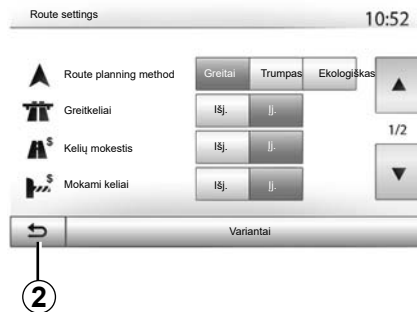 Route settings 10:52
Route planning method Greitai Trumpas Ekologiškas
Greitkeliai Išj. Įj.
$ Kelių mokestis Išj. Įj.
1/2
$ Mokami keliai Išj. Įj.
Variantai
2